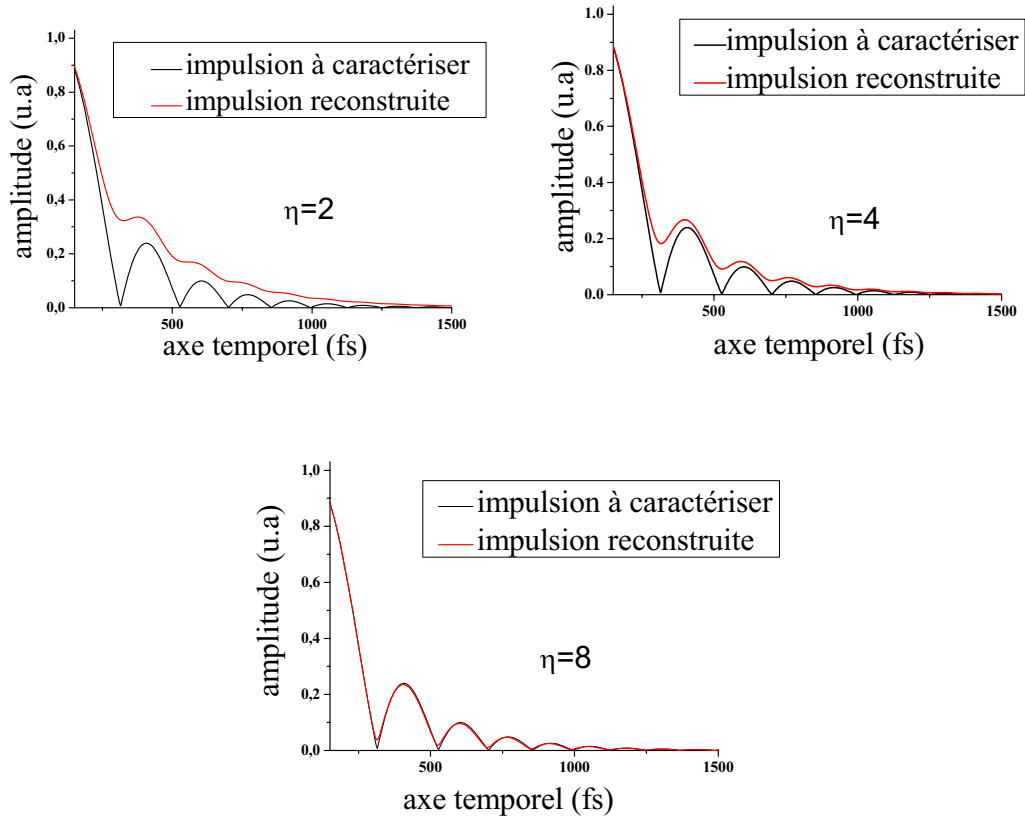 1,0
0,8
0,6
0,4
0,2
0,0
amplitude (u.a)
impulsion à caractériser
impulsion reconstruite
η=2
500
1000
1500
axe temporel (fs)
1.0
0.8
0.6
0.4
0.2
0.0
amplitude (u.a)
impulsion à caractériser
impulsion reconstruite
η=4
500
1000
1500
axe temporel (fs)
1,0
0,8
0,6
0,4
0,2
0,0
amplitude (u.a)
impulsion à caractériser
impulsion reconstruite
η=8
500
1000
1500
axe temporel (fs)